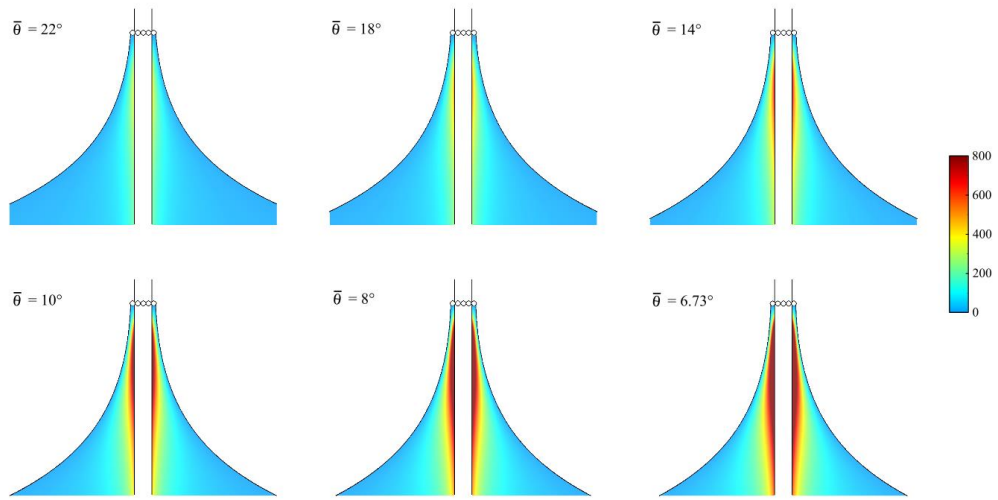 θ̅ = 22°
θ̅ = 18°
θ̅ = 14°
800
600
400
200
0
θ̅ = 10°
θ̅ = 8°
θ̅ = 6.73°